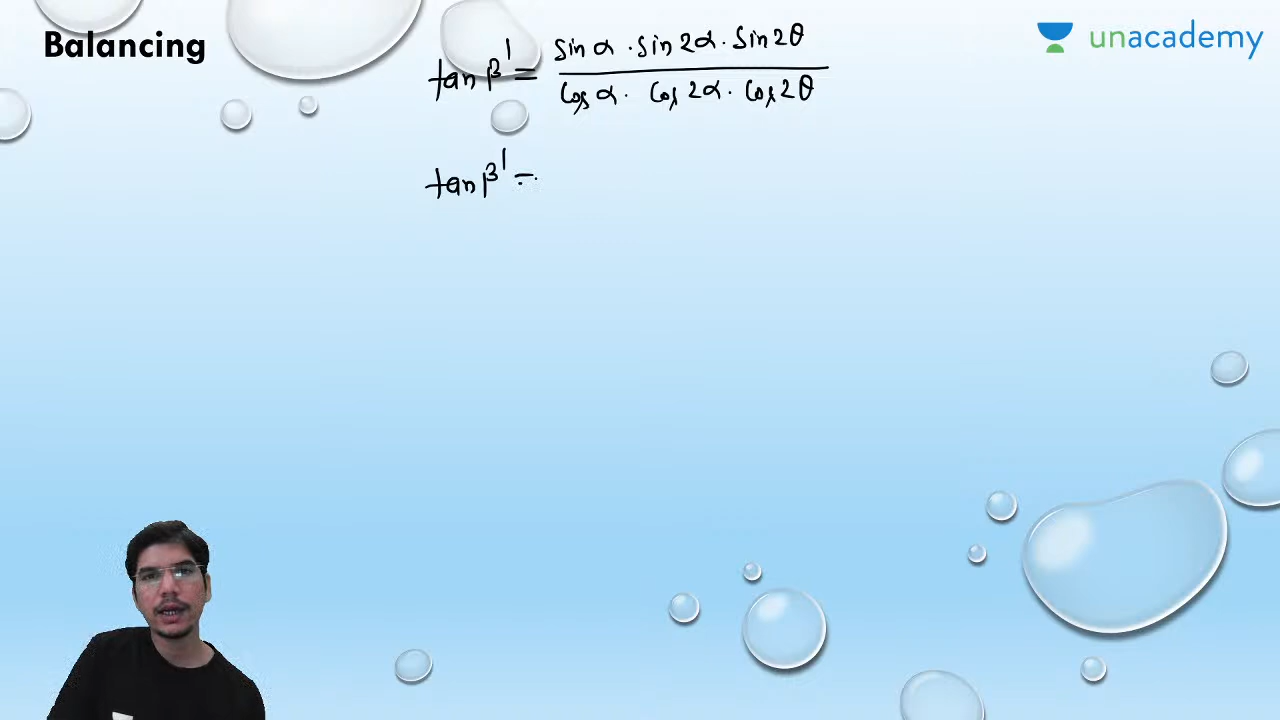 Balancing
unacademy
tan β' = sin α . sin 2α . sin 2θ / cos α . cos 2α . cos 2θ
tan β' =